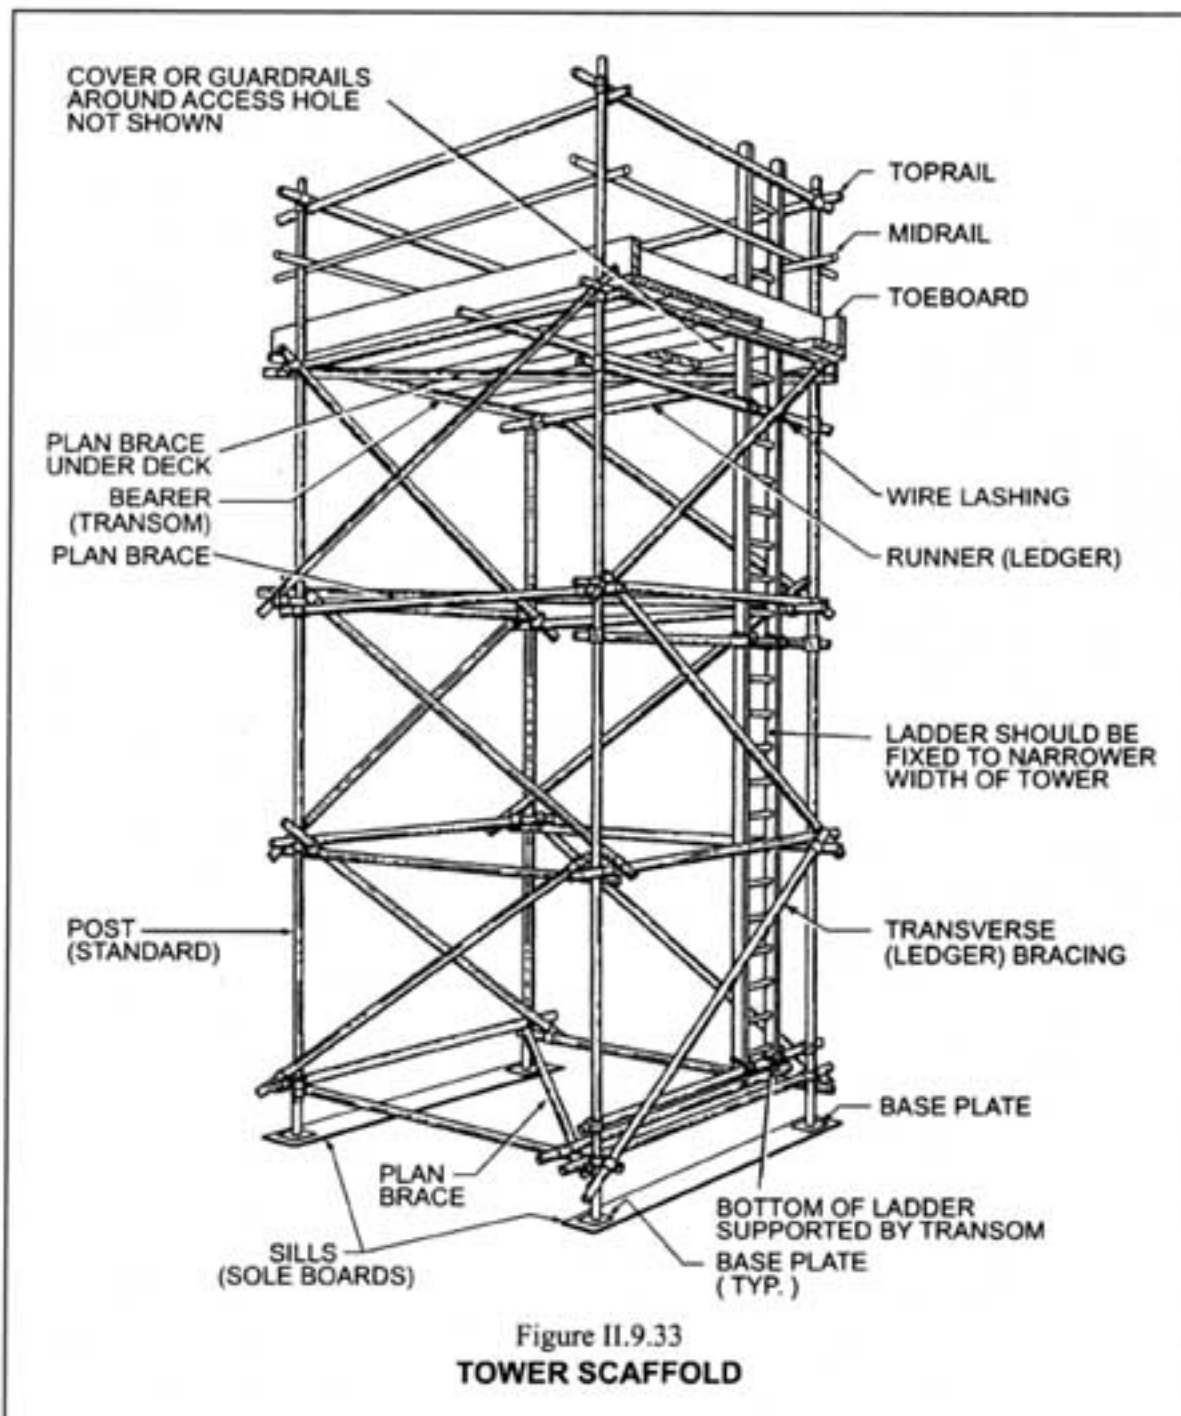 COVER OR GUARDRAILS
AROUND ACCESS HOLE
NOT SHOWN
TOPRAIL
MIDRAIL
TOEBOARD
PLAN BRACE
UNDER DECK
BEARER
(TRANSOM)
PLAN BRACE
WIRE LASHING
RUNNER (LEDGER)
LADDER SHOULD BE
FIXED TO NARROWER
WIDTH OF TOWER
POST
(STANDARD)
TRANSVERSE
(LEDGER) BRACING
BASE PLATE
PLAN
BRACE
BOTTOM OF LADDER
SUPPORTED BY TRANSOM
SILLS
(SOLE BOARDS)
BASE PLATE
( TYP. )
Figure II.9.33
TOWER SCAFFOLD